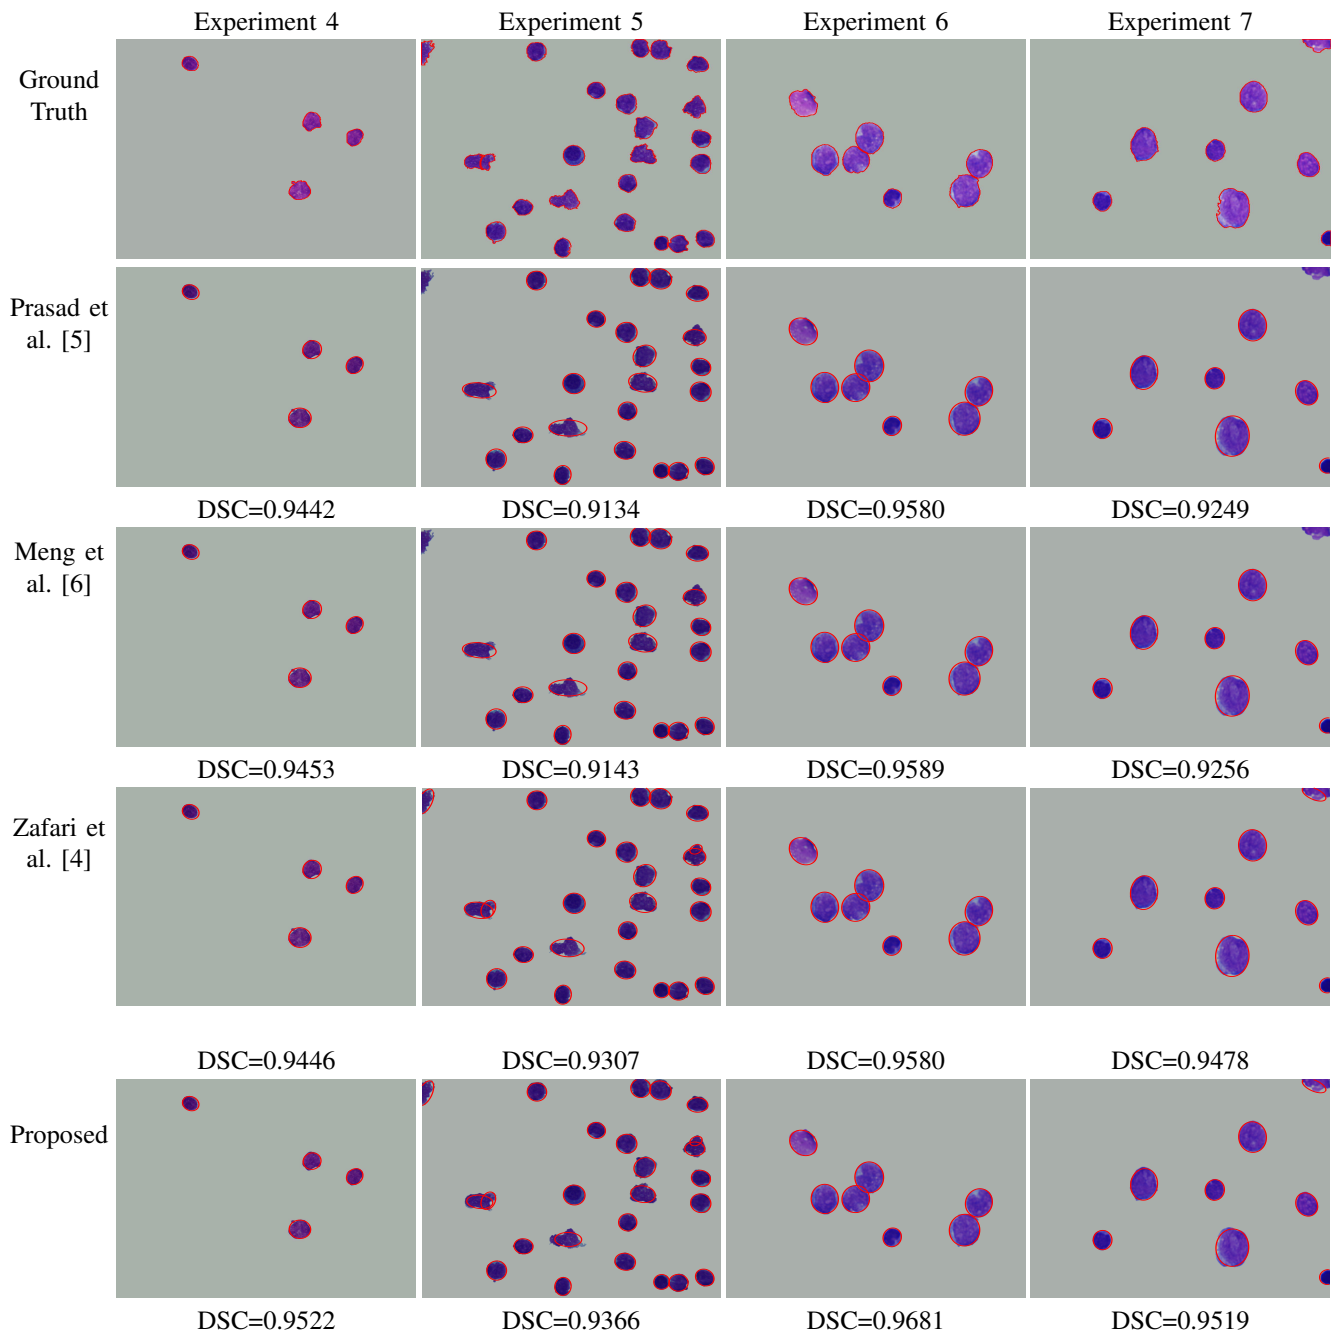 Experiment 4 Experiment 5 Experiment 6 Experiment 7
Ground
Truth
Prasad et
al. [5]
DSC=0.9442 DSC=0.9134 DSC=0.9580 DSC=0.9249
Meng et
al. [6]
DSC=0.9453 DSC=0.9143 DSC=0.9589 DSC=0.9256
Zafari et
al. [4]
DSC=0.9446 DSC=0.9307 DSC=0.9580 DSC=0.9478
Proposed
DSC=0.9522 DSC=0.9366 DSC=0.9681 DSC=0.9519